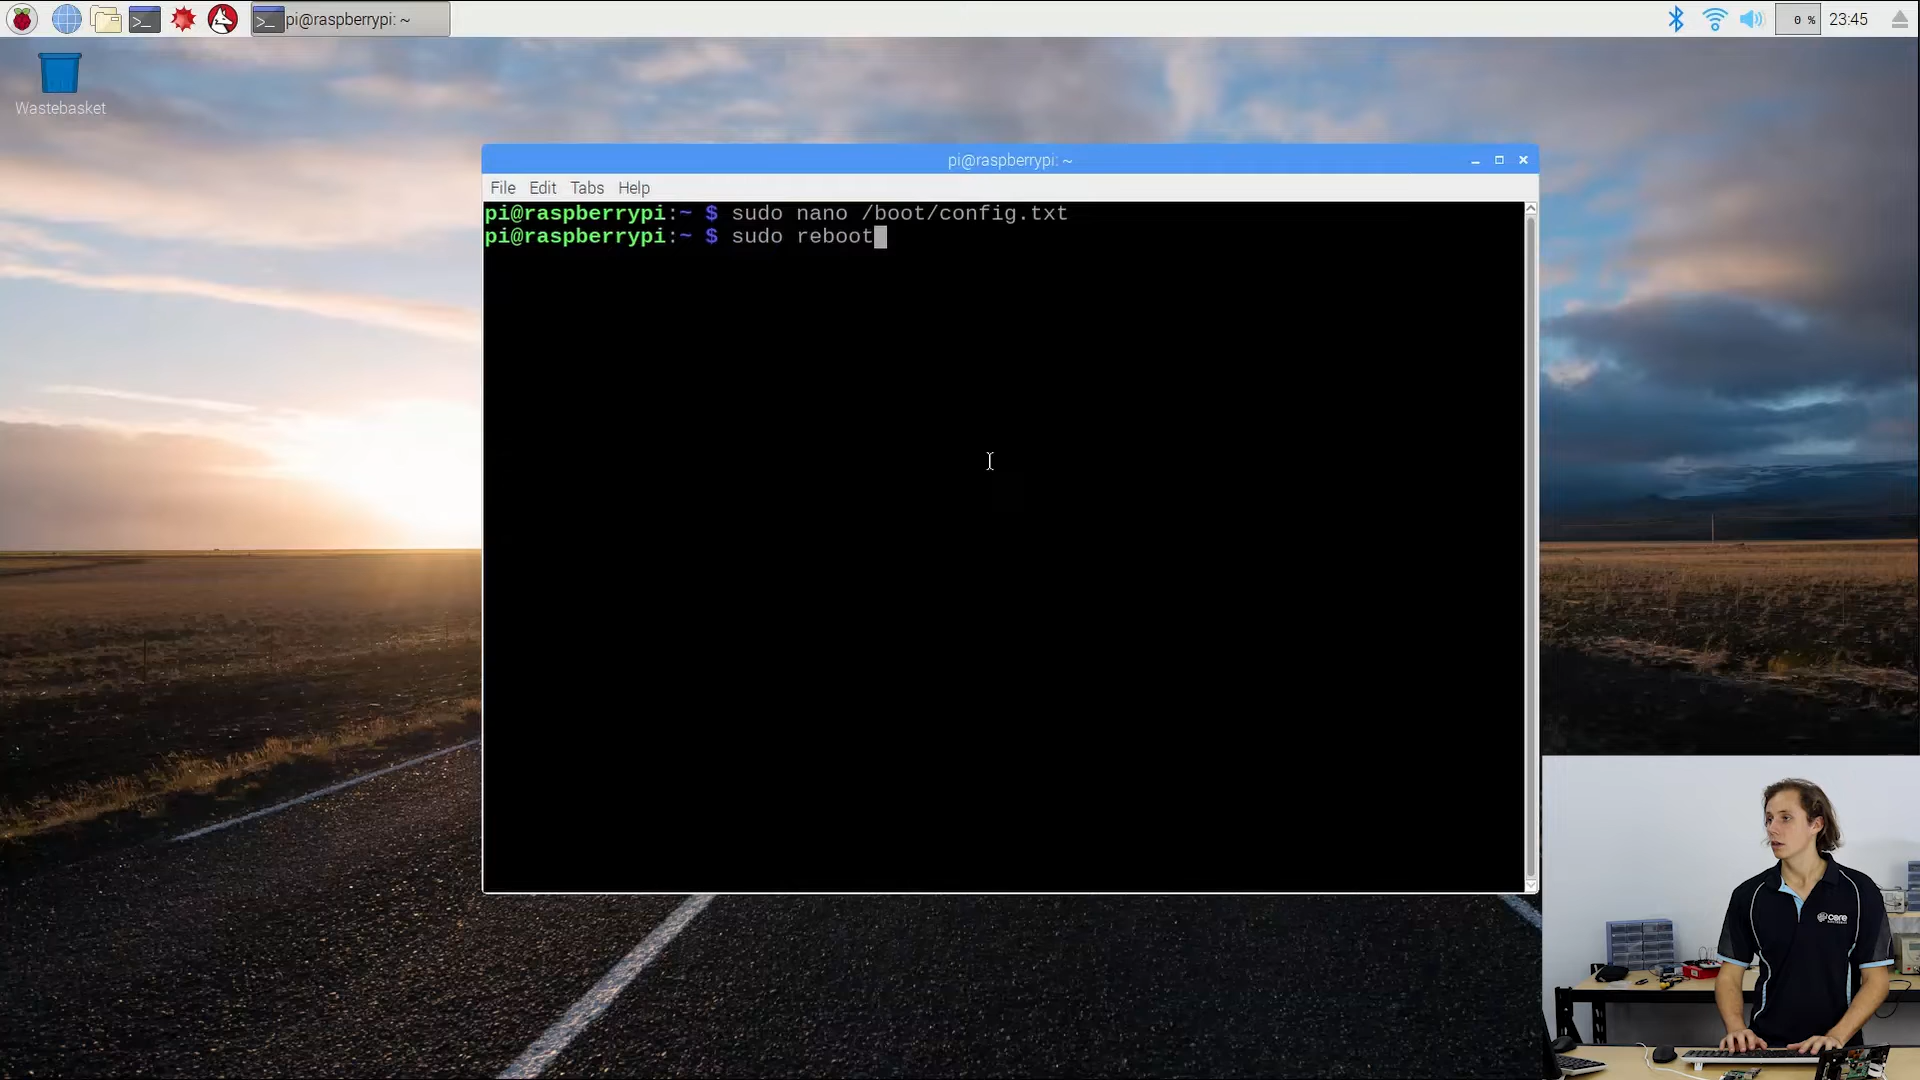 pi@raspberrypi: ~
0 %
23:45
Wastebasket
pi@raspberrypi: ~
File Edit Tabs Help
pi@raspberrypi:~ $ sudo nano /boot/config.txt
pi@raspberrypi:~ $ sudo reboot
core